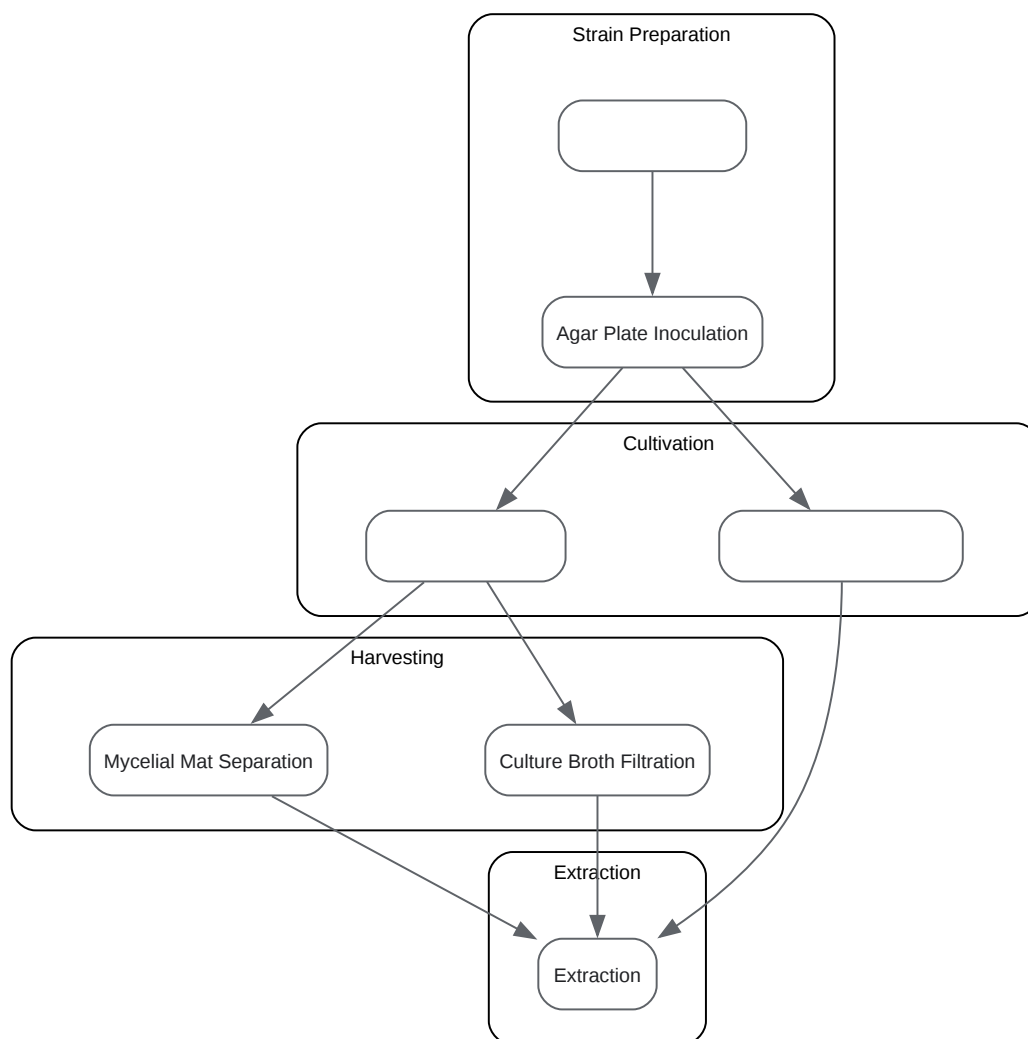 Strain Preparation
Agar Plate Inoculation
Cultivation
Harvesting
Mycelial Mat Separation
Culture Broth Filtration
Extraction
Extraction